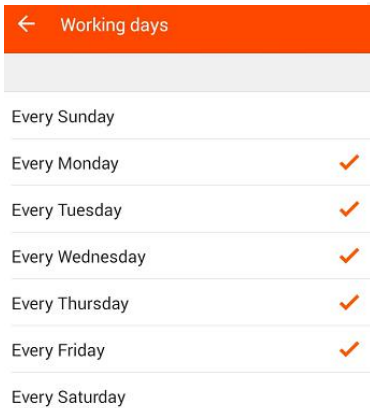 Working days
Every Sunday
Every Monday
Every Tuesday
Every Wednesday
Every Thursday
Every Friday
Every Saturday